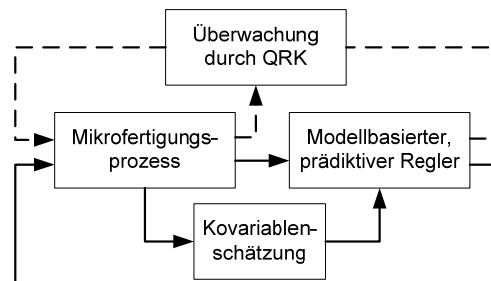 Überwachung
durch QRK
Mikrofertigungs-
prozess
Modellbasierter,
prädiktiver Regler
Kovariablen-
schätzung